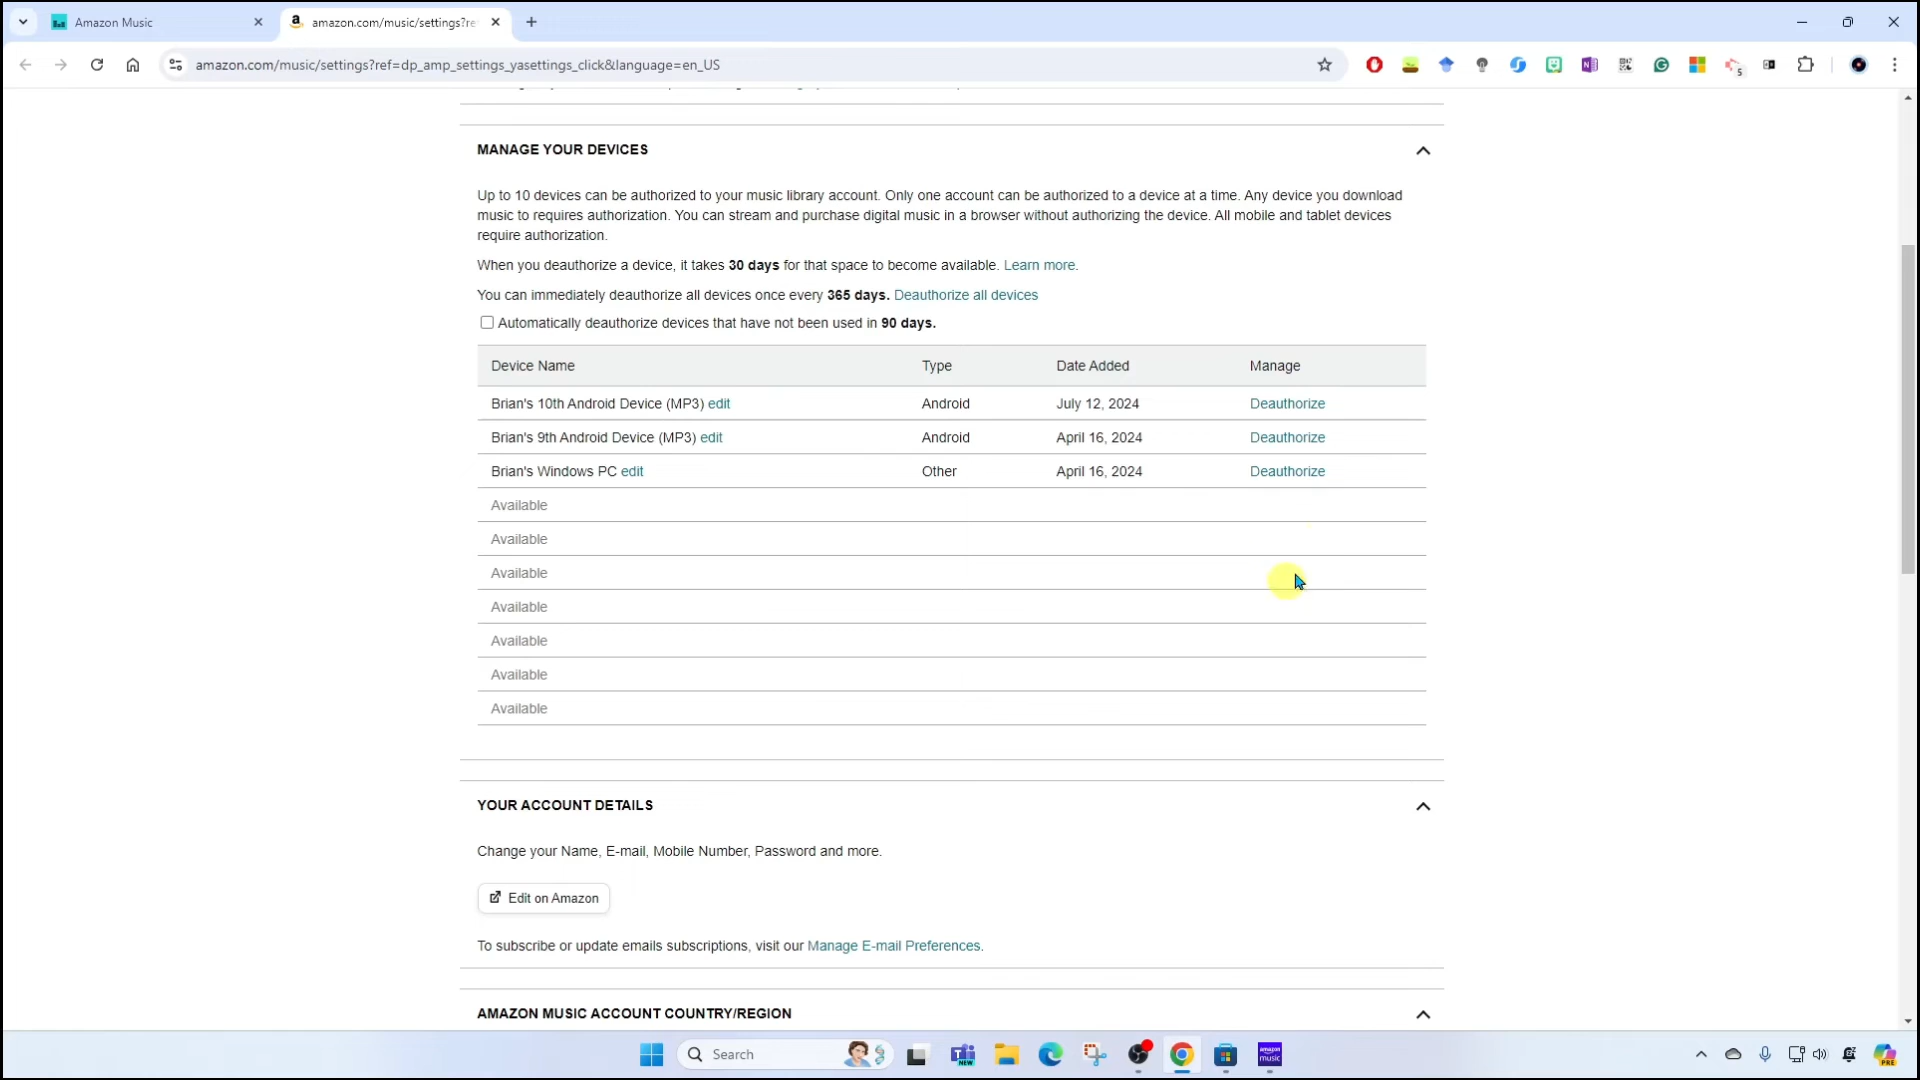 Amazon Music
amazon.com/music/settings?re
amazon.com/music/settings?ref=dp_amp_settings_yasettings_click&language=en_US
MANAGE YOUR DEVICES
Up to 10 devices can be authorized to your music library account. Only one account can be authorized to a device at a time. Any device you download
music to requires authorization. You can stream and purchase digital music in a browser without authorizing the device. All mobile and tablet devices
require authorization.
When you deauthorize a device, it takes 30 days for that space to become available. Learn more.
You can immediately deauthorize all devices once every 365 days. Deauthorize all devices
Automatically deauthorize devices that have not been used in 90 days.
Device Name Type Date Added Manage
Brian's 10th Android Device (MP3) edit Android July 12, 2024 Deauthorize
Brian's 9th Android Device (MP3) edit Android April 16, 2024 Deauthorize
Brian's Windows PC edit Other April 16, 2024 Deauthorize
Available
Available
Available
Available
Available
Available
Available
YOUR ACCOUNT DETAILS
Change your Name, E-mail, Mobile Number, Password and more.
Edit on Amazon
To subscribe or update emails subscriptions, visit our Manage E-mail Preferences.
AMAZON MUSIC ACCOUNT COUNTRY/REGION
Search
NEW
amazon
music
PRE